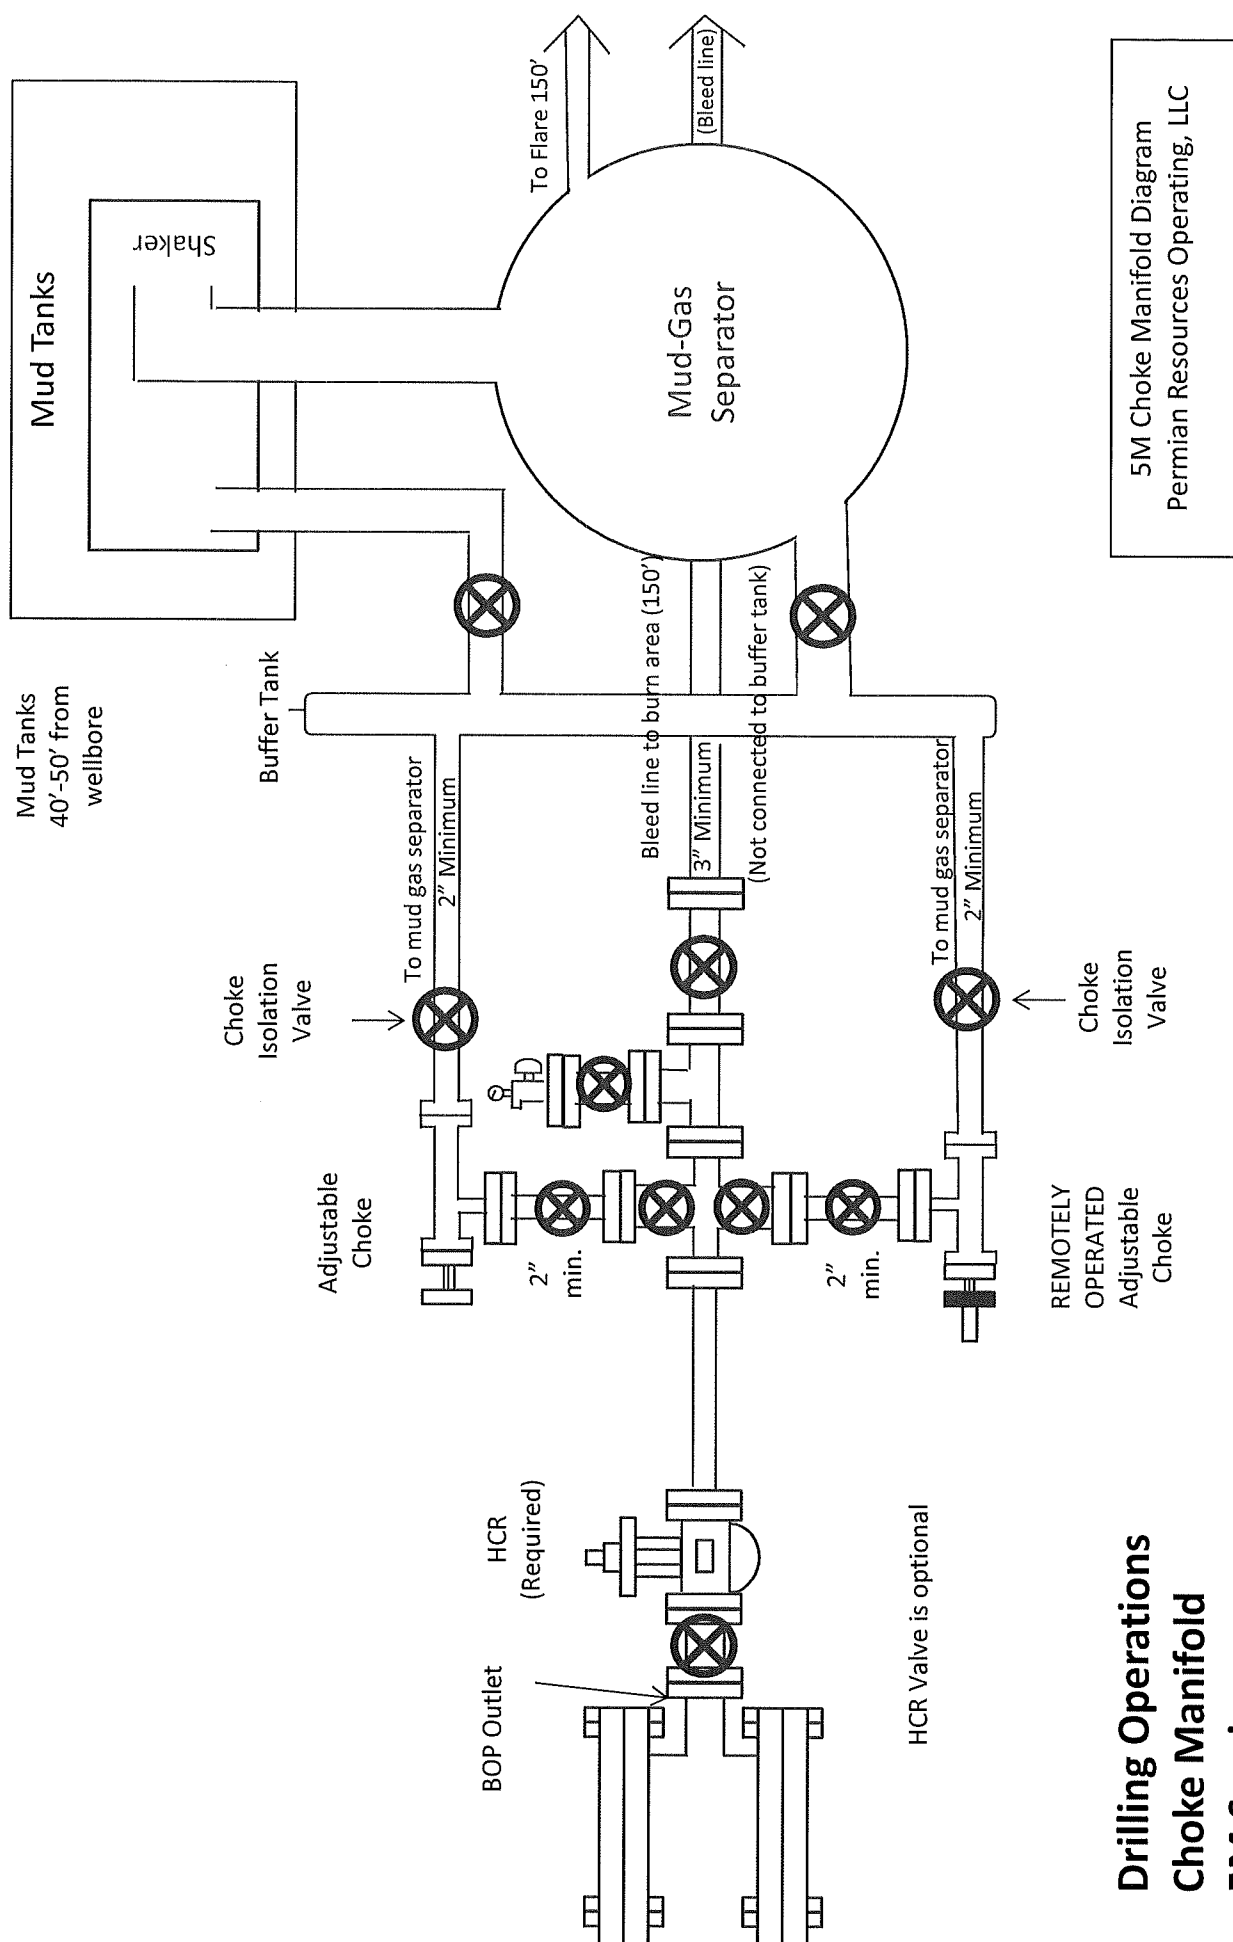 Mud Tanks
Shaker
To Flare 150'
(Bleed line)
Mud-Gas
Separator
5M Choke Manifold Diagram
Permian Resources Operating, LLC
Mud Tanks
40'-50' from
wellbore
Buffer Tank
To mud gas separator
2" Minimum
Bleed line to burn area (150')
3" Minimum
(Not connected to buffer tank)
To mud gas separator
2" Minimum
Choke
Isolation
Valve
Choke
Isolation
Valve
Adjustable
Choke
2"
min.
2"
min.
REMOTELY
OPERATED
Adjustable
Choke
HCR
(Required)
BOP Outlet
HCR Valve is optional
Drilling Operations
Choke Manifold